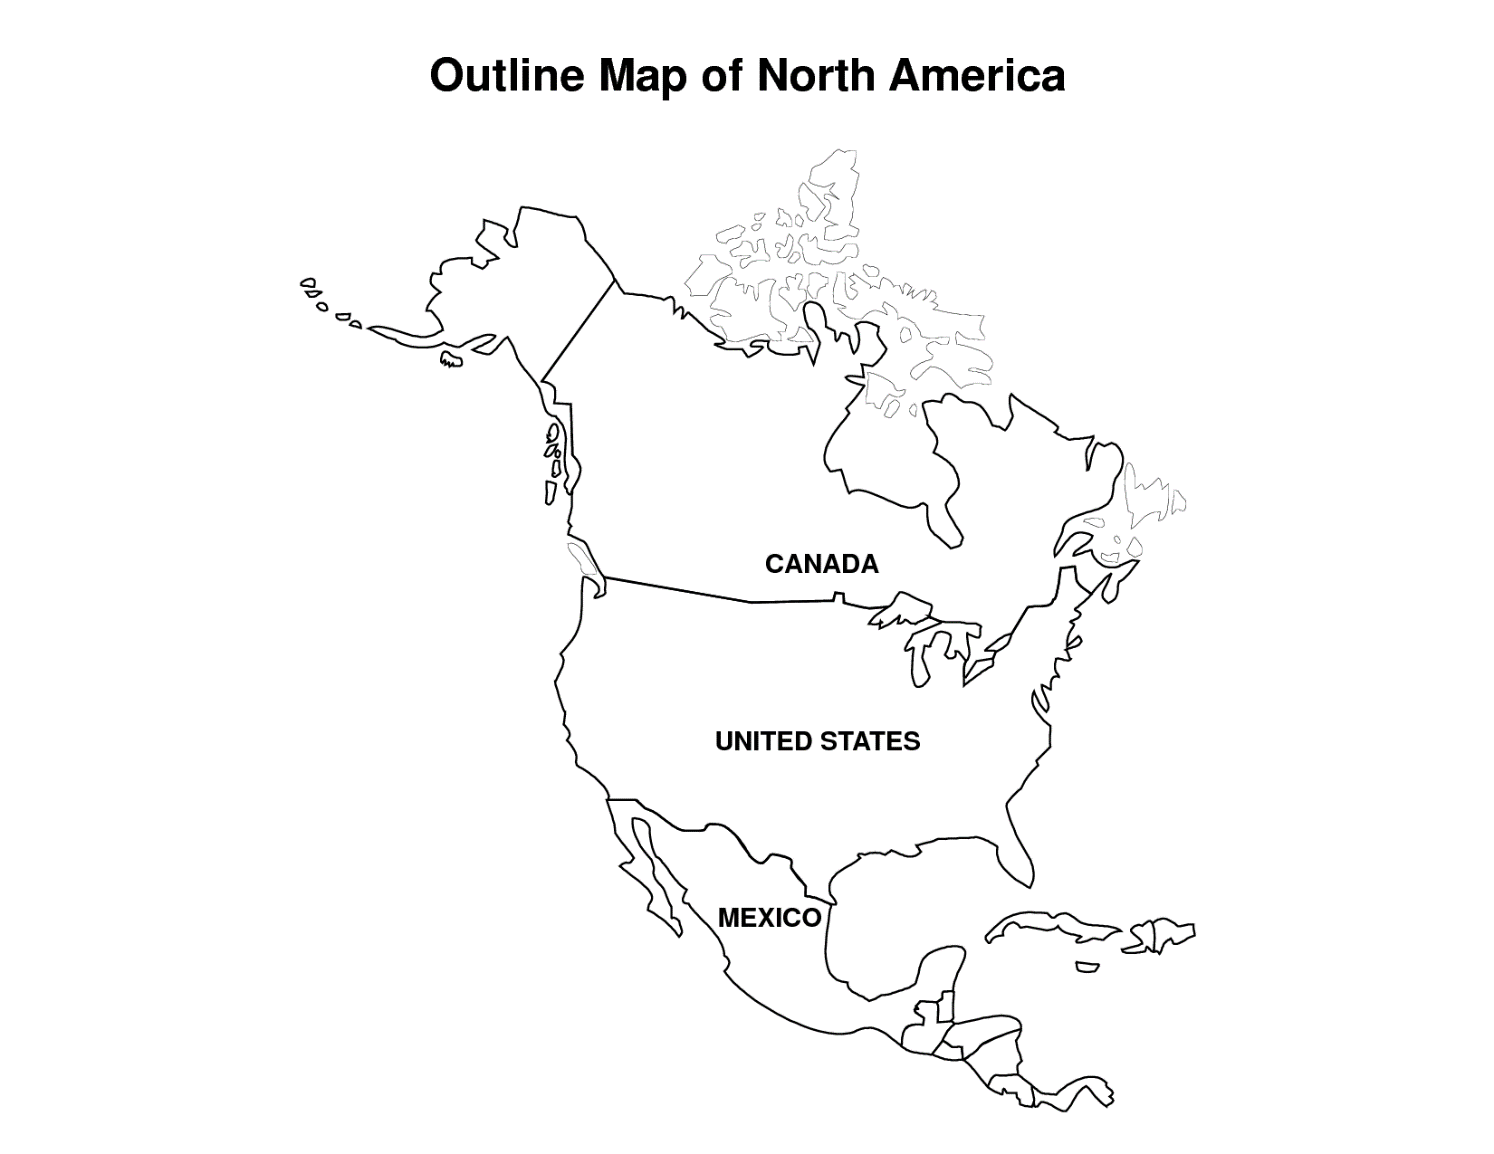 Outline Map of North America
CANADA
UNITED STATES
MEXICO